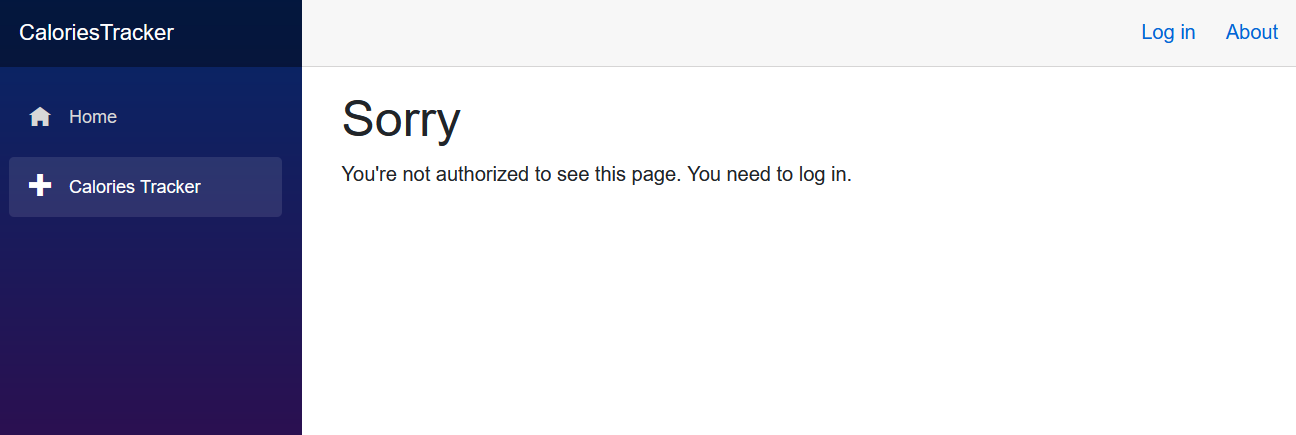 CaloriesTracker
Log in About
Home
Calories Tracker
Sorry
You're not authorized to see this page. You need to log in.